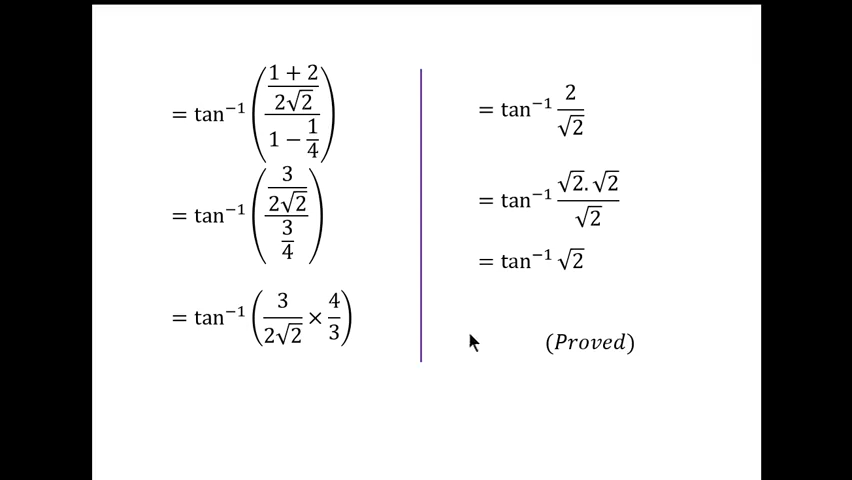 = tan⁻¹ (((1 + 2)/(2√2))/(1 − 1/4))
= tan⁻¹ ((3/(2√2))/(3/4))
= tan⁻¹ (3/(2√2) × 4/3)
= tan⁻¹ 2/√2
= tan⁻¹ (√2.√2)/√2
= tan⁻¹ √2
(Proved)